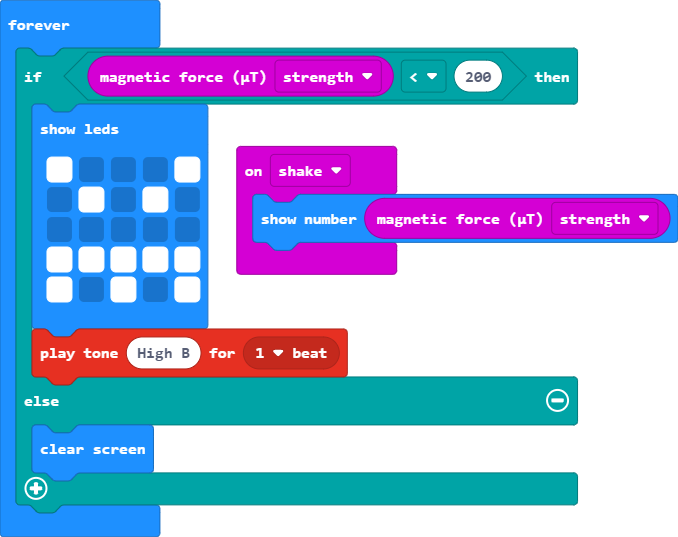 forever
if magnetic force (µT) strength < 200 then
show leds
on shake
show number magnetic force (µT) strength
play tone High B for 1 beat
else
clear screen